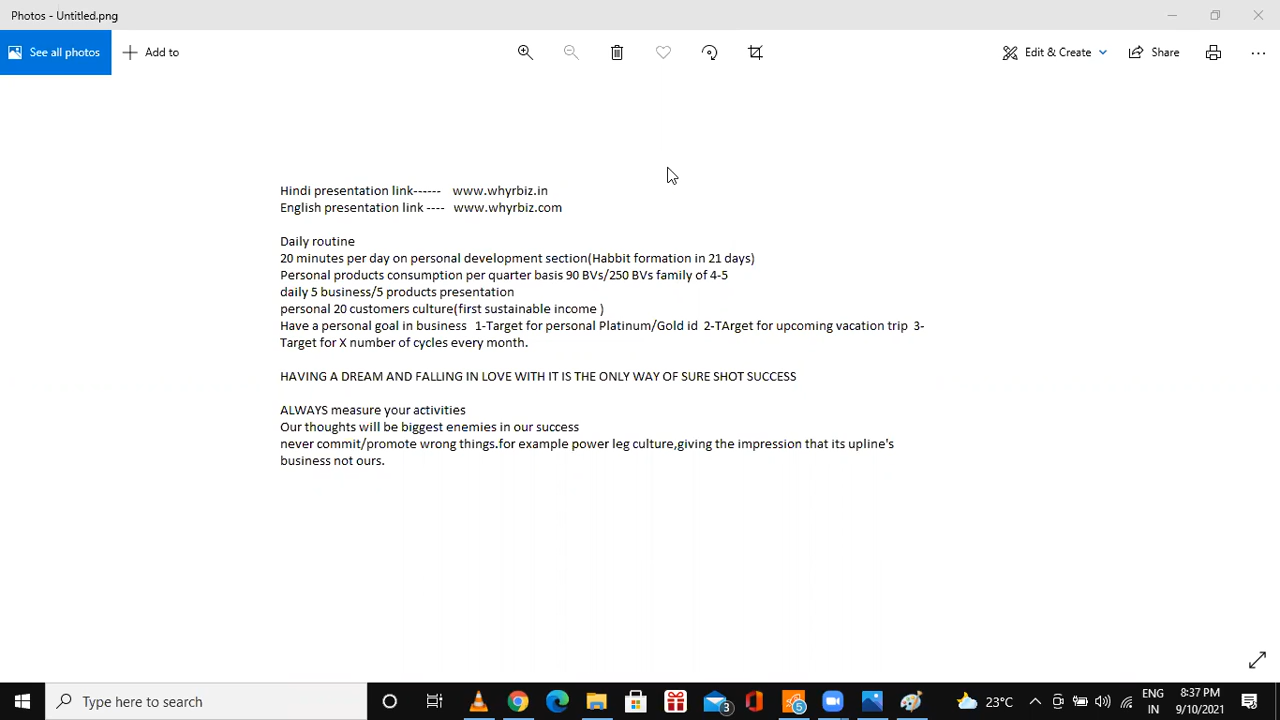 Photos - Untitled.png
See all photos
Add to
Edit & Create
Share
Hindi presentation link------ www.whyrbiz.in
English presentation link ---- www.whyrbiz.com
Daily routine
20 minutes per day on personal development section(Habbit formation in 21 days)
Personal products consumption per quarter basis 90 BVs/250 BVs family of 4-5
daily 5 business/5 products presentation
personal 20 customers culture(first sustainable income )
Have a personal goal in business 1-Target for personal Platinum/Gold id 2-TArget for upcoming vacation trip 3-
Target for X number of cycles every month.
HAVING A DREAM AND FALLING IN LOVE WITH IT IS THE ONLY WAY OF SURE SHOT SUCCESS
ALWAYS measure your activities
Our thoughts will be biggest enemies in our success
never commit/promote wrong things.for example power leg culture,giving the impression that its upline's
business not ours.
Type here to search
3
5
23°C
ENG
IN
8:37 PM
9/10/2021